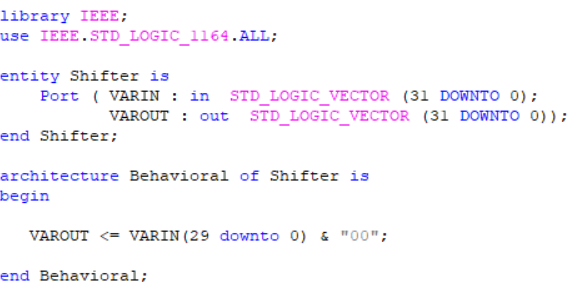 library IEEE;
use IEEE.STD_LOGIC_1164.ALL;
entity Shifter is
Port ( VARIN : in STD_LOGIC_VECTOR (31 DOWNTO 0);
VAROUT : out STD_LOGIC_VECTOR (31 DOWNTO 0));
end Shifter;
architecture Behavioral of Shifter is
begin
VAROUT <= VARIN(29 downto 0) & "00";
end Behavioral;